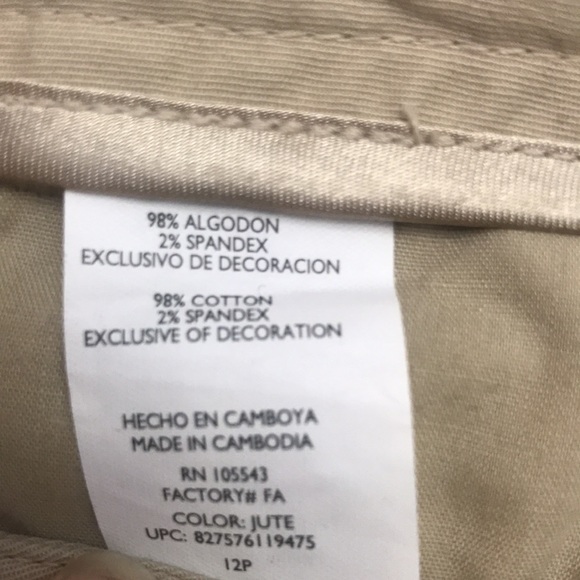 98% ALGODON
2% SPANDEX
EXCLUSIVO DE DECORACION
98% COTTON
2% SPANDEX
EXCLUSIVE OF DECORATION
HECHO EN CAMBOYA
MADE IN CAMBODIA
RN 105543
FACTORY# FA
COLOR: JUTE
UPC: 827576119475
12P